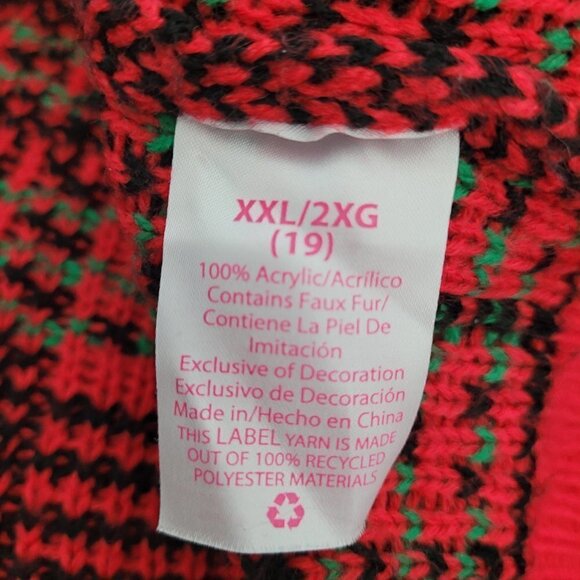 XXL/2XG
(19)
100% Acrylic/Acrílico
Contains Faux Fur/
Contiene La Piel De
Imitación
Exclusive of Decoration
Exclusivo de Decoración
Made in/Hecho en China
THIS LABEL YARN IS MADE
OUT OF 100% RECYCLED
POLYESTER MATERIALS